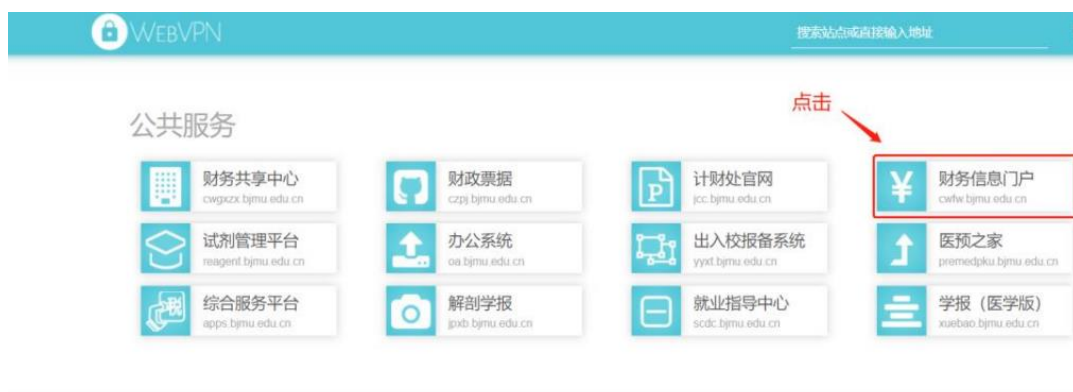 WEBVPN
搜索站点或直接输入地址
点击
公共服务
财务共享中心
cwgxzx.bjmu.edu.cn
财政票据
czpj.bjmu.edu.cn
计财处官网
jcc.bjmu.edu.cn
财务信息门户
cwfw.bjmu.edu.cn
试剂管理平台
reagent.bjmu.edu.cn
办公系统
oa.bjmu.edu.cn
出入校报备系统
yyxt.bjmu.edu.cn
医预之家
premedpku.bjmu.edu.cn
税
综合服务平台
apps.bjmu.edu.cn
解剖学报
jpxb.bjmu.edu.cn
就业指导中心
scdc.bjmu.edu.cn
学报（医学版）
xuebao.bjmu.edu.cn